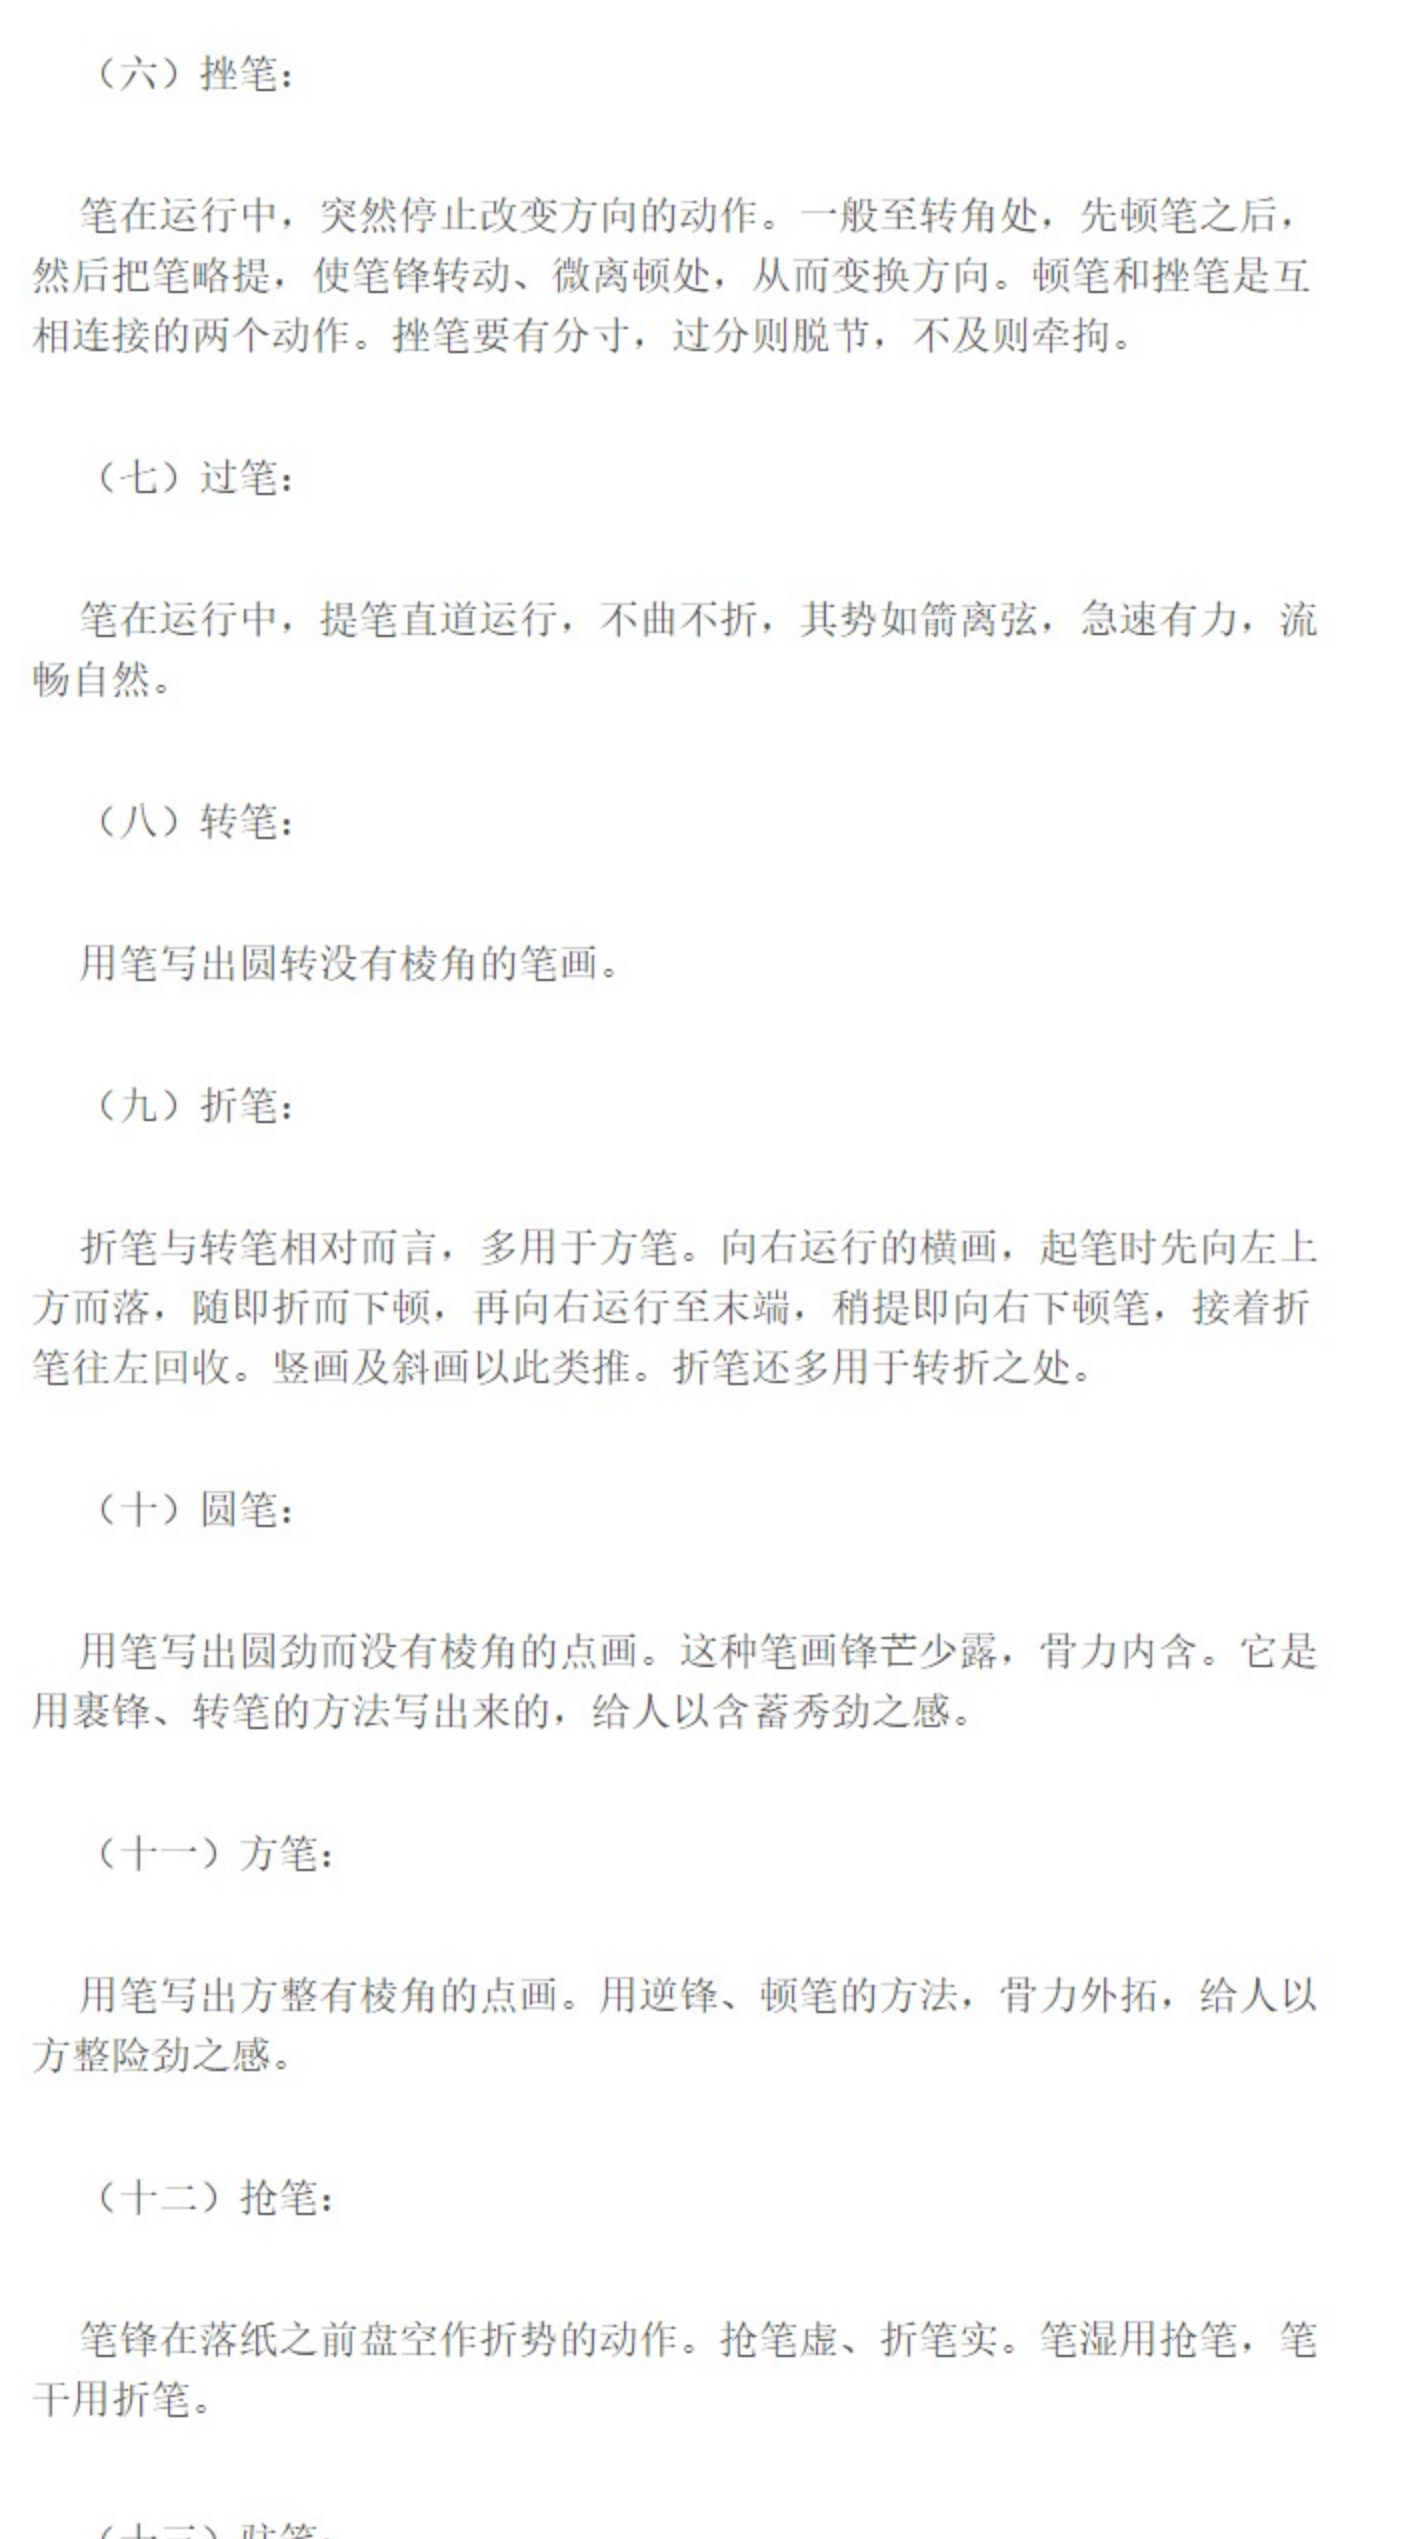 （六）挫笔：
笔在运行中，突然停止改变方向的动作。一般至转角处，先顿笔之后，
然后把笔略提，使笔锋转动、微离顿处，从而变换方向。顿笔和挫笔是互
相连接的两个动作。挫笔要有分寸，过分则脱节，不及则牵拘。
（七）过笔：
笔在运行中，提笔直道运行，不曲不折，其势如箭离弦，急速有力，流
畅自然。
（八）转笔：
用笔写出圆转没有棱角的笔画。
（九）折笔：
折笔与转笔相对而言，多用于方笔。向右运行的横画，起笔时先向左上
方而落，随即折而下顿，再向右运行至末端，稍提即向右下顿笔，接着折
笔往左回收。竖画及斜画以此类推。折笔还多用于转折之处。
（十）圆笔：
用笔写出圆劲而没有棱角的点画。这种笔画锋芒少露，骨力内含。它是
用裹锋、转笔的方法写出来的，给人以含蓄秀劲之感。
（十一）方笔：
用笔写出方整有棱角的点画。用逆锋、顿笔的方法，骨力外拓，给人以
方整险劲之感。
（十二）抢笔：
笔锋在落纸之前盘空作折势的动作。抢笔虚、折笔实。笔湿用抢笔，笔
干用折笔。
（十三）驻笔：